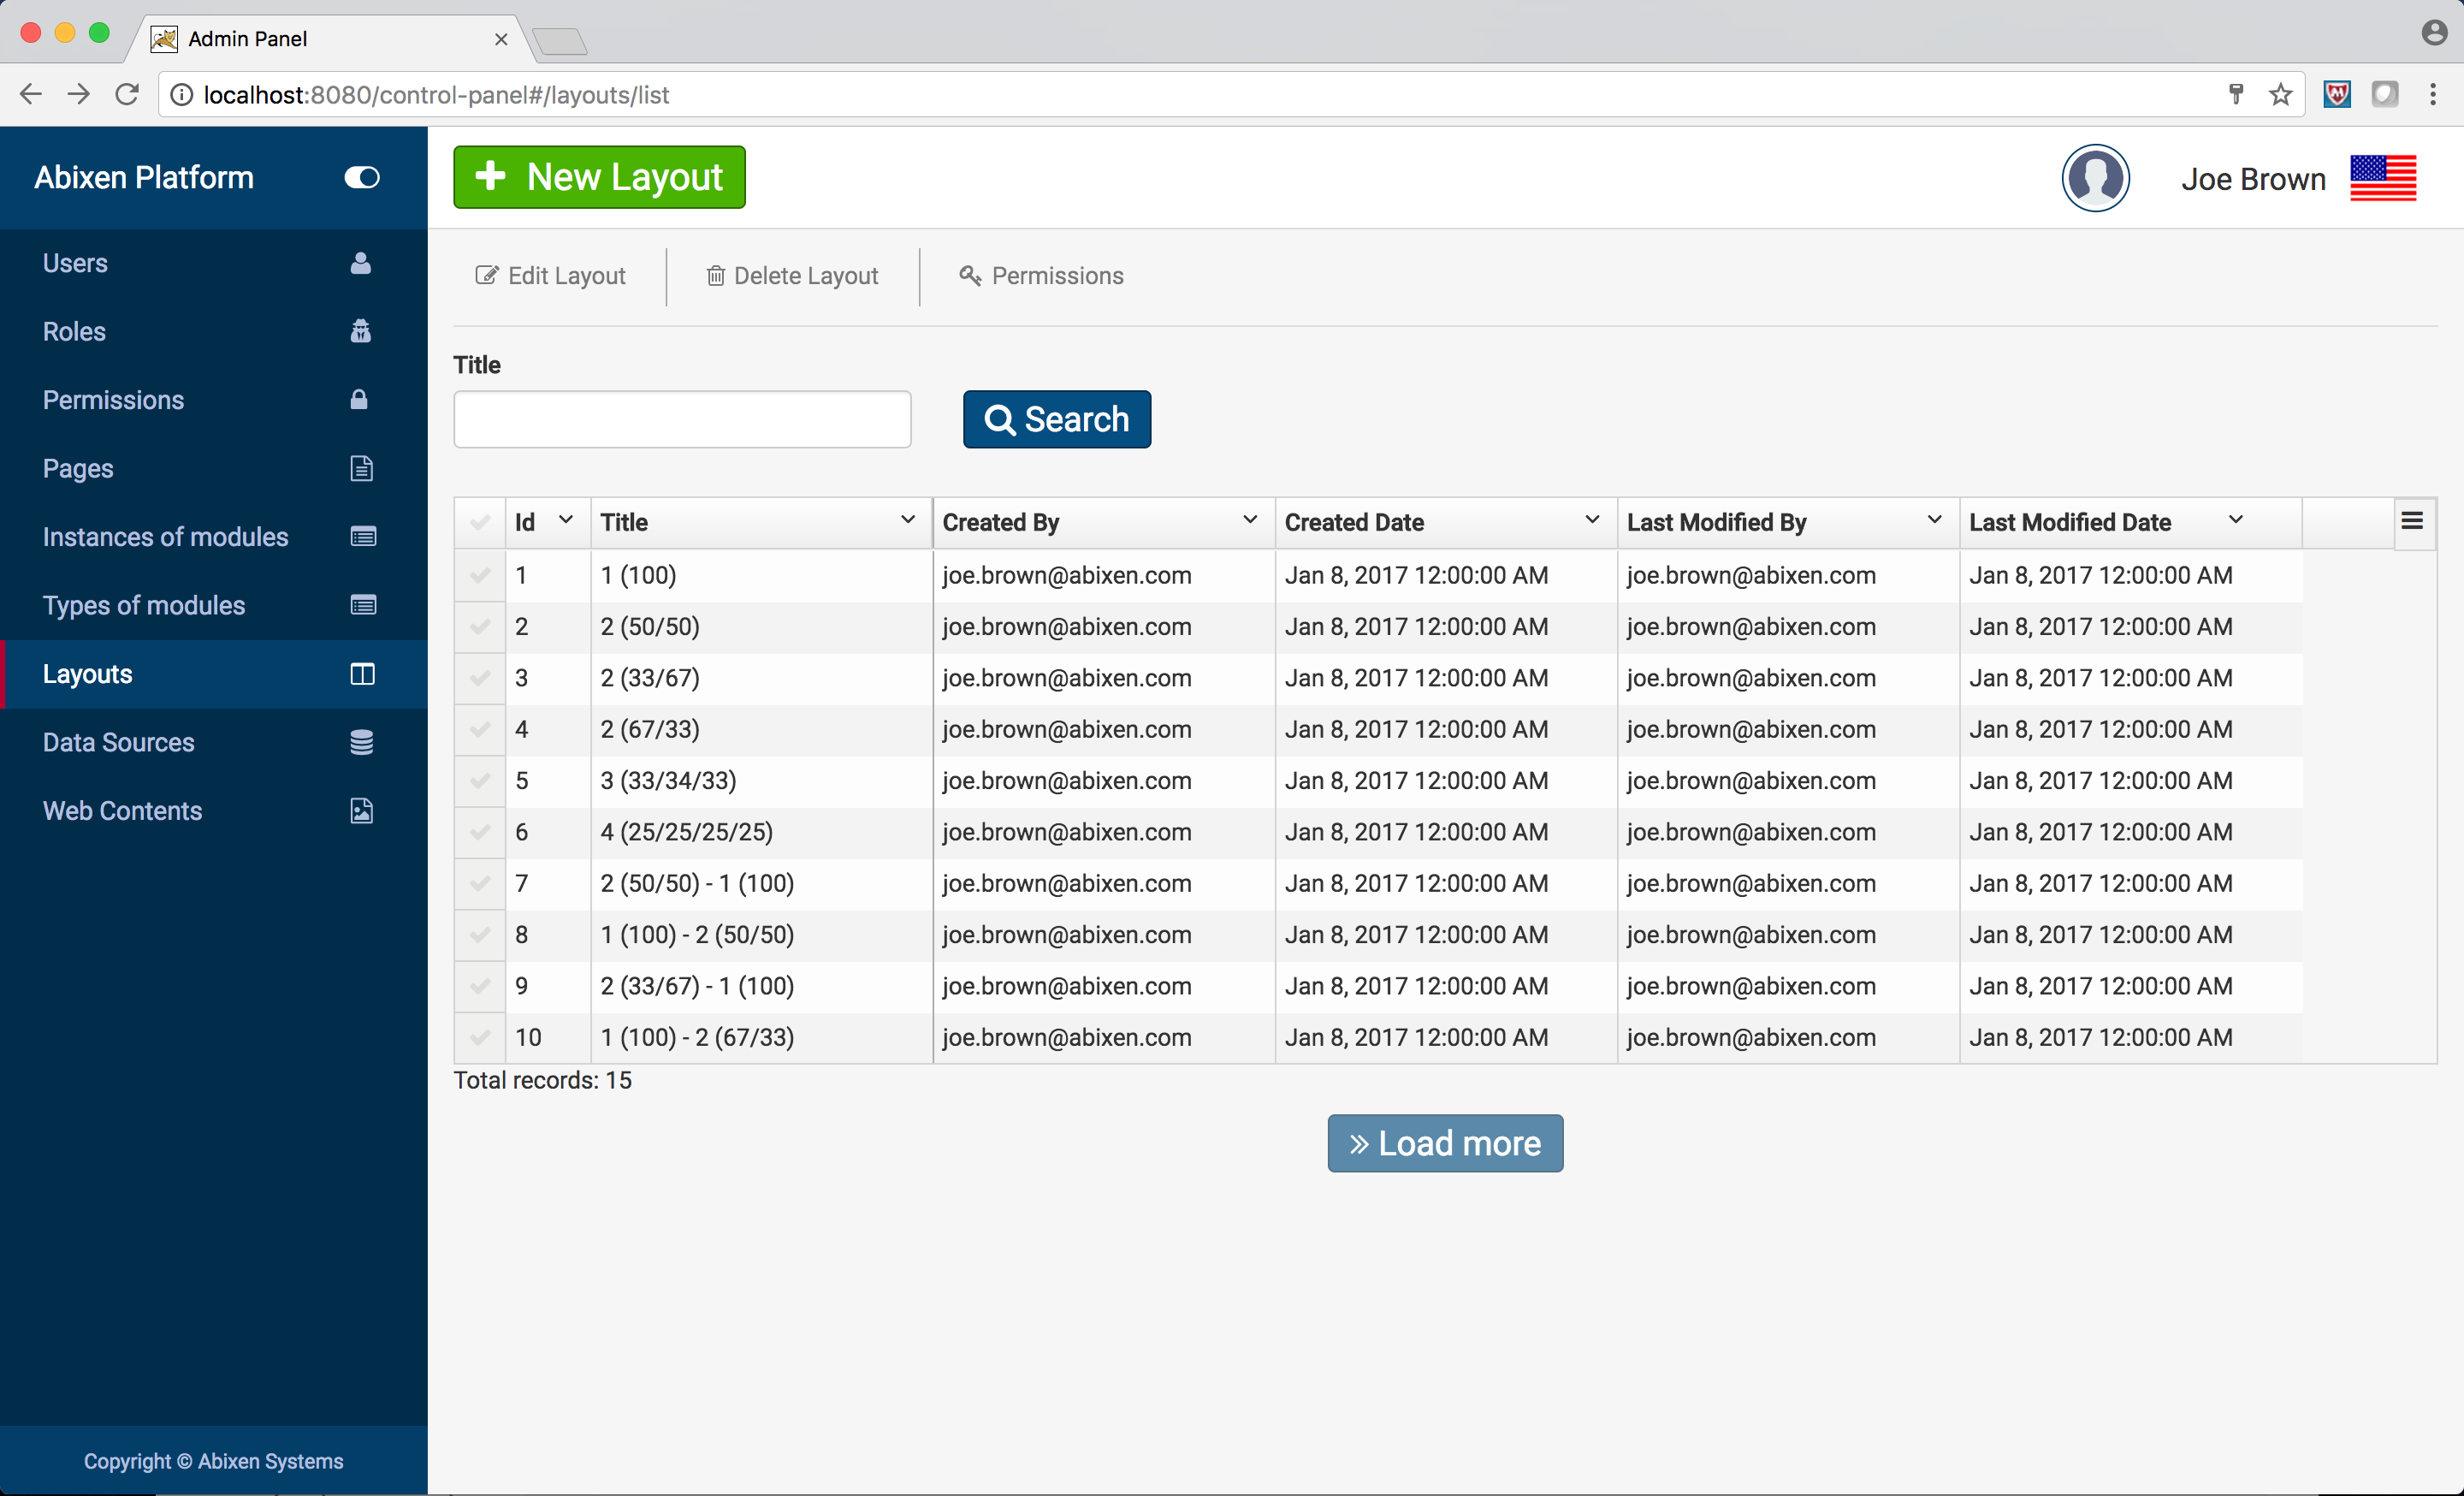 Admin Panel
localhost:8080/control-panel#/layouts/list
Abixen Platform
New Layout
Joe Brown
Users
Roles
Permissions
Pages
Instances of modules
Types of modules
Layouts
Data Sources
Web Contents
Edit Layout Delete Layout Permissions
Title
Search
Id Title Created By Created Date Last Modified By Last Modified Date
1 1 (100) joe.brown@abixen.com Jan 8, 2017 12:00:00 AM joe.brown@abixen.com Jan 8, 2017 12:00:00 AM
2 2 (50/50) joe.brown@abixen.com Jan 8, 2017 12:00:00 AM joe.brown@abixen.com Jan 8, 2017 12:00:00 AM
3 2 (33/67) joe.brown@abixen.com Jan 8, 2017 12:00:00 AM joe.brown@abixen.com Jan 8, 2017 12:00:00 AM
4 2 (67/33) joe.brown@abixen.com Jan 8, 2017 12:00:00 AM joe.brown@abixen.com Jan 8, 2017 12:00:00 AM
5 3 (33/34/33) joe.brown@abixen.com Jan 8, 2017 12:00:00 AM joe.brown@abixen.com Jan 8, 2017 12:00:00 AM
6 4 (25/25/25/25) joe.brown@abixen.com Jan 8, 2017 12:00:00 AM joe.brown@abixen.com Jan 8, 2017 12:00:00 AM
7 2 (50/50) - 1 (100) joe.brown@abixen.com Jan 8, 2017 12:00:00 AM joe.brown@abixen.com Jan 8, 2017 12:00:00 AM
8 1 (100) - 2 (50/50) joe.brown@abixen.com Jan 8, 2017 12:00:00 AM joe.brown@abixen.com Jan 8, 2017 12:00:00 AM
9 2 (33/67) - 1 (100) joe.brown@abixen.com Jan 8, 2017 12:00:00 AM joe.brown@abixen.com Jan 8, 2017 12:00:00 AM
10 1 (100) - 2 (67/33) joe.brown@abixen.com Jan 8, 2017 12:00:00 AM joe.brown@abixen.com Jan 8, 2017 12:00:00 AM
Total records: 15
Load more
Copyright © Abixen Systems